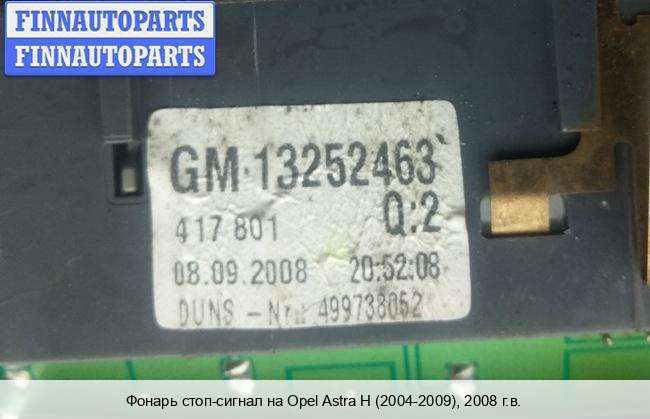 FINNAUTOPARTS
FINNAUTOPARTS
GM 13252463
Q:2
417 801
08.09.2008 20:52:08
DUNS - Nr.: 499738052
Фонарь стоп-сигнал на Opel Astra H (2004-2009), 2008 г.в.